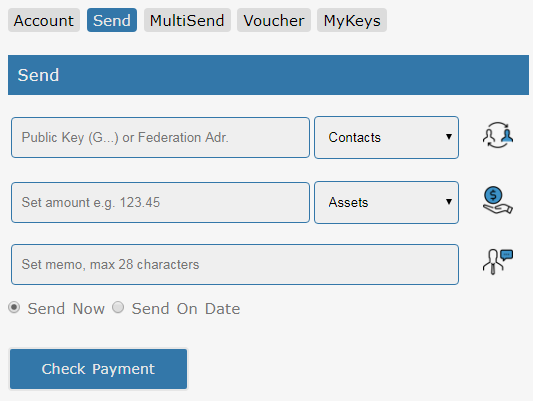 Account Send MultiSend Voucher MyKeys
Send
Public Key (G...) or Federation Adr. Contacts
Set amount e.g. 123.45 Assets
Set memo, max 28 characters
Send Now Send On Date
Check Payment